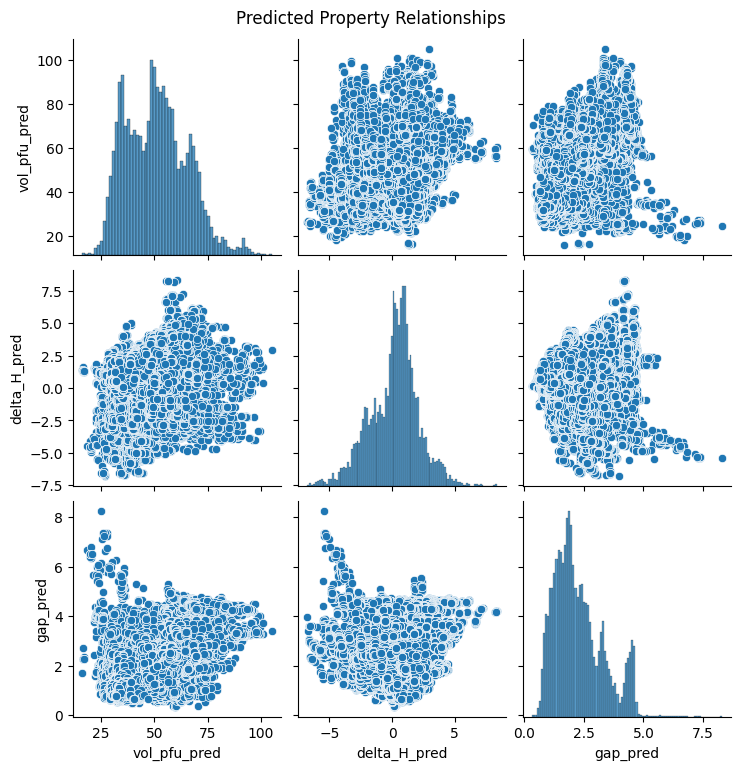 Predicted Property Relationships
vol_pfu_pred
100
80
60
40
20
delta_H_pred
7.5
5.0
2.5
0.0
−2.5
−5.0
−7.5
gap_pred
8
6
4
2
0
25 50 75 100
vol_pfu_pred
−5 0 5
delta_H_pred
0.0 2.5 5.0 7.5
gap_pred